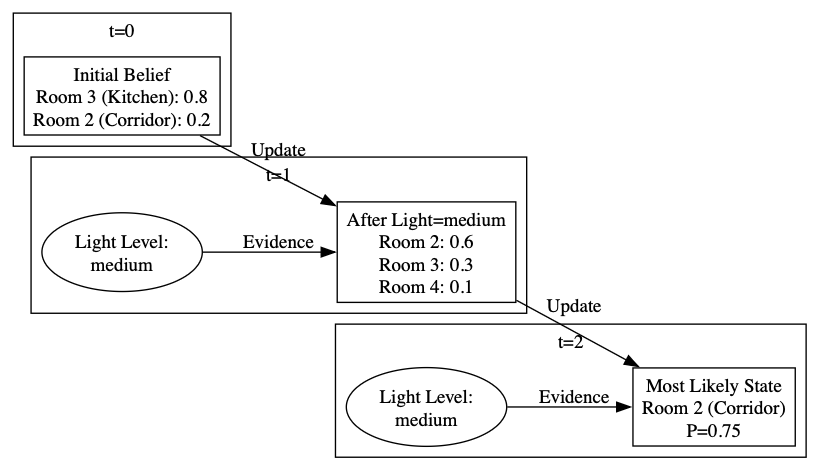 t=0
Initial Belief
Room 3 (Kitchen): 0.8
Room 2 (Corridor): 0.2
Update
t=1
Light Level:
medium
Evidence
After Light=medium
Room 2: 0.6
Room 3: 0.3
Room 4: 0.1
Update
t=2
Light Level:
medium
Evidence
Most Likely State
Room 2 (Corridor)
P=0.75